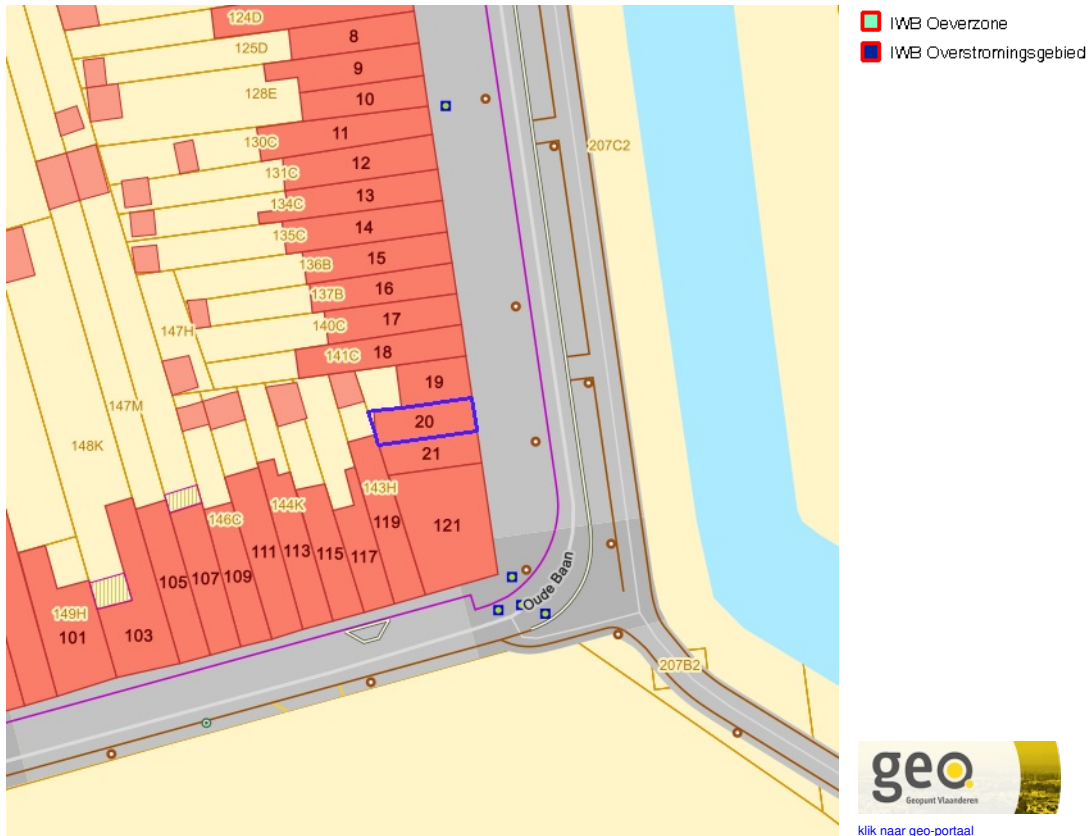 IWB Oeverzone
IWB Overstromingsgebied
124D
8
125D
9
128E
10
11
130C
207C2
12
131C
13
134C
14
135C
15
136B
16
137B
17
140C
147H
18
141C
19
147M
20
148K
21
143H
144K
146C
119
121
111
113
115
117
109
107
105
Oude Baan
149H
101
103
207B2
geo
Geopunt Vlaanderen
klik naar geo-portaal